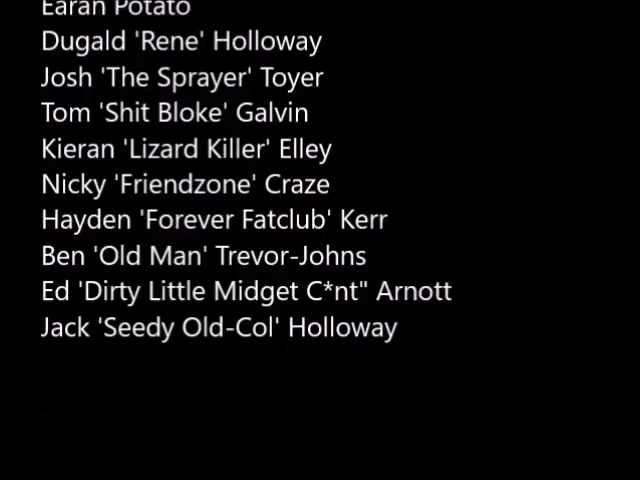 Earan Potato
Dugald 'Rene' Holloway
Josh 'The Sprayer' Toyer
Tom 'Shit Bloke' Galvin
Kieran 'Lizard Killer' Elley
Nicky 'Friendzone' Craze
Hayden 'Forever Fatclub' Kerr
Ben 'Old Man' Trevor-Johns
Ed 'Dirty Little Midget C*nt" Arnott
Jack 'Seedy Old-Col' Holloway